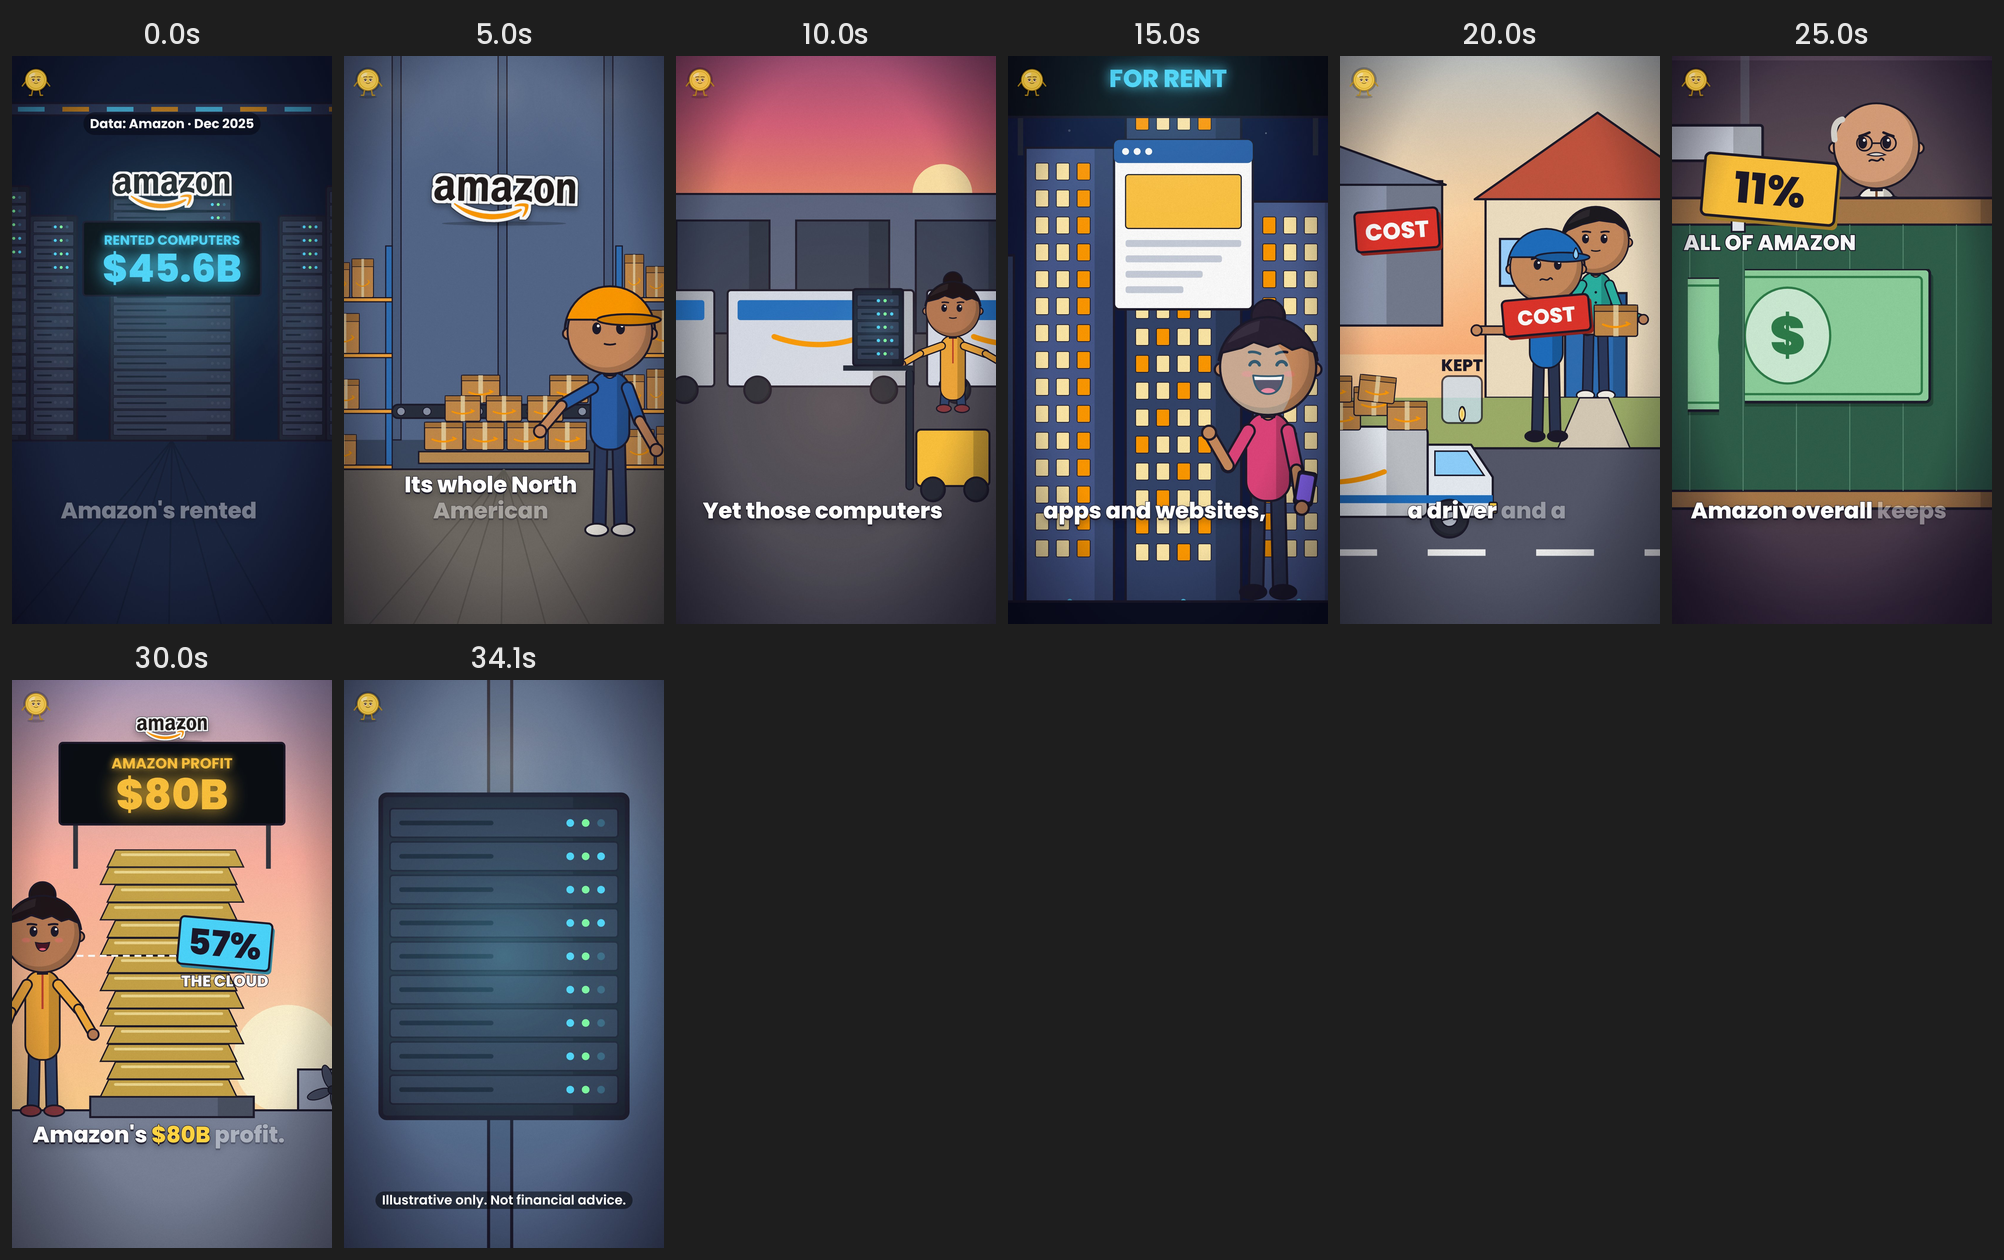 0.0s
Data: Amazon · Dec 2025
amazon
RENTED COMPUTERS
$45.6B
Amazon's rented
5.0s
amazon
Its whole North
American
10.0s
Yet those computers
15.0s
FOR RENT
apps and websites,
20.0s
COST
COST
KEPT
a driver and a
25.0s
11%
ALL OF AMAZON
$
Amazon overall keeps
30.0s
amazon
AMAZON PROFIT
$80B
57%
THE CLOUD
Amazon's $80B profit.
34.1s
Illustrative only. Not financial advice.